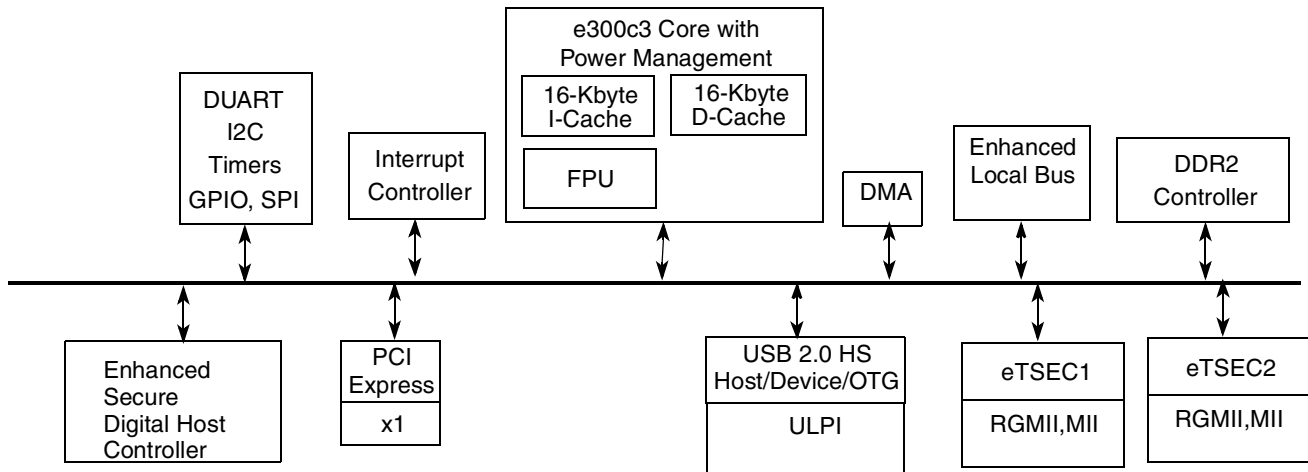 e300c3 Core with
Power Management
16-Kbyte
I-Cache
16-Kbyte
D-Cache
FPU
DUART
I2C
Timers
GPIO, SPI
Interrupt
Controller
DMA
Enhanced
Local Bus
DDR2
Controller
Enhanced
Secure
Digital Host
Controller
PCI
Express
x1
USB 2.0 HS
Host/Device/OTG
ULPI
eTSEC1
RGMII,MII
eTSEC2
RGMII,MII